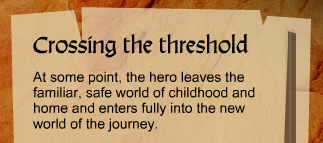 Crossing the threshold
At some point, the hero leaves the
familiar, safe world of childhood and
home and enters fully into the new
world of the journey.